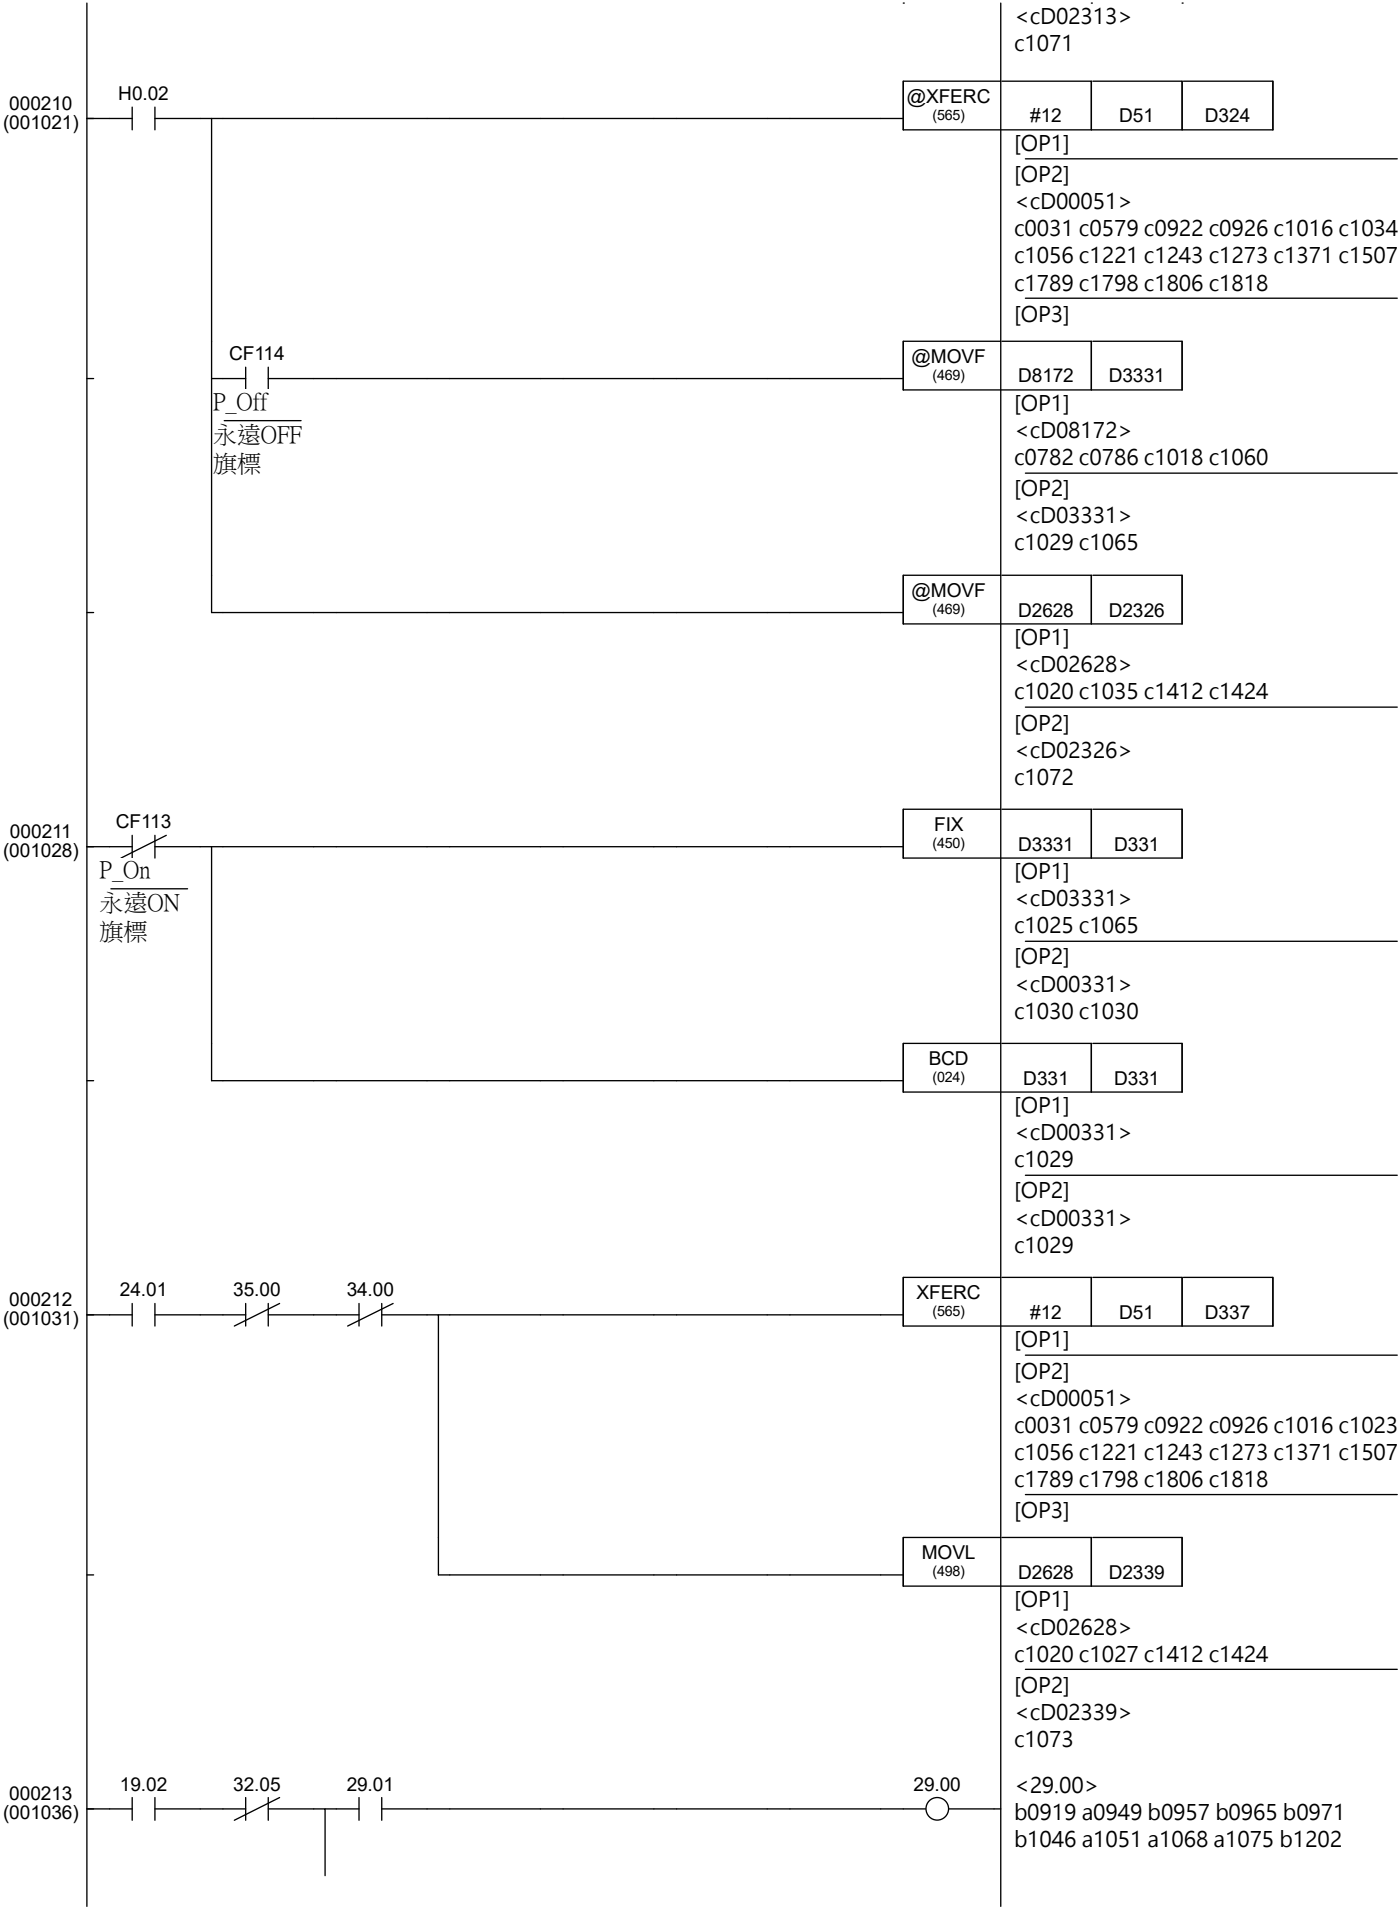 <cD02313>
c1071
000210
(001021)
H0.02
@XFERC
(565)
#12
D51
D324
[OP1]
[OP2]
<cD00051>
c0031 c0579 c0922 c0926 c1016 c1034
c1056 c1221 c1243 c1273 c1371 c1507
c1789 c1798 c1806 c1818
[OP3]
CF114
P_Off
永遠OFF
旗標
@MOVF
(469)
D8172
D3331
[OP1]
<cD08172>
c0782 c0786 c1018 c1060
[OP2]
<cD03331>
c1029 c1065
@MOVF
(469)
D2628
D2326
[OP1]
<cD02628>
c1020 c1035 c1412 c1424
[OP2]
<cD02326>
c1072
000211
(001028)
CF113
P_On
永遠ON
旗標
FIX
(450)
D3331
D331
[OP1]
<cD03331>
c1025 c1065
[OP2]
<cD00331>
c1030 c1030
BCD
(024)
D331
D331
[OP1]
<cD00331>
c1029
[OP2]
<cD00331>
c1029
000212
(001031)
24.01
35.00
34.00
XFERC
(565)
#12
D51
D337
[OP1]
[OP2]
<cD00051>
c0031 c0579 c0922 c0926 c1016 c1023
c1056 c1221 c1243 c1273 c1371 c1507
c1789 c1798 c1806 c1818
[OP3]
MOVL
(498)
D2628
D2339
[OP1]
<cD02628>
c1020 c1027 c1412 c1424
[OP2]
<cD02339>
c1073
000213
(001036)
19.02
32.05
29.01
29.00
<29.00>
b0919 a0949 b0957 b0965 b0971
b1046 a1051 a1068 a1075 b1202